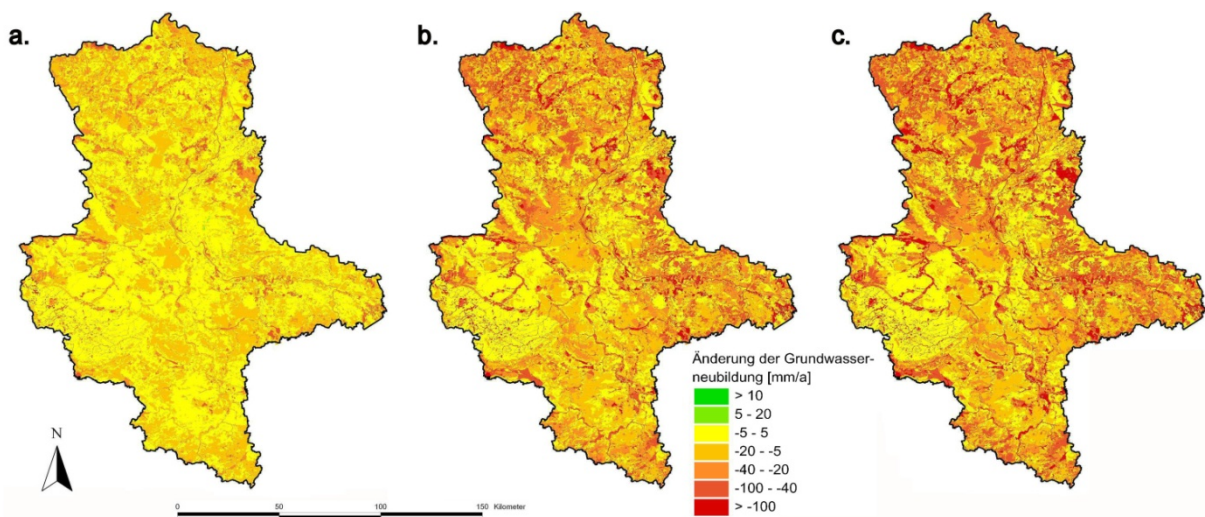 a.
b.
c.
Änderung der Grundwasser-
neubildung [mm/a]
> 10
5 - 20
-5 - 5
-20 - -5
-40 - -20
-100 - -40
> -100
N
0 50 100 150 Kilometer